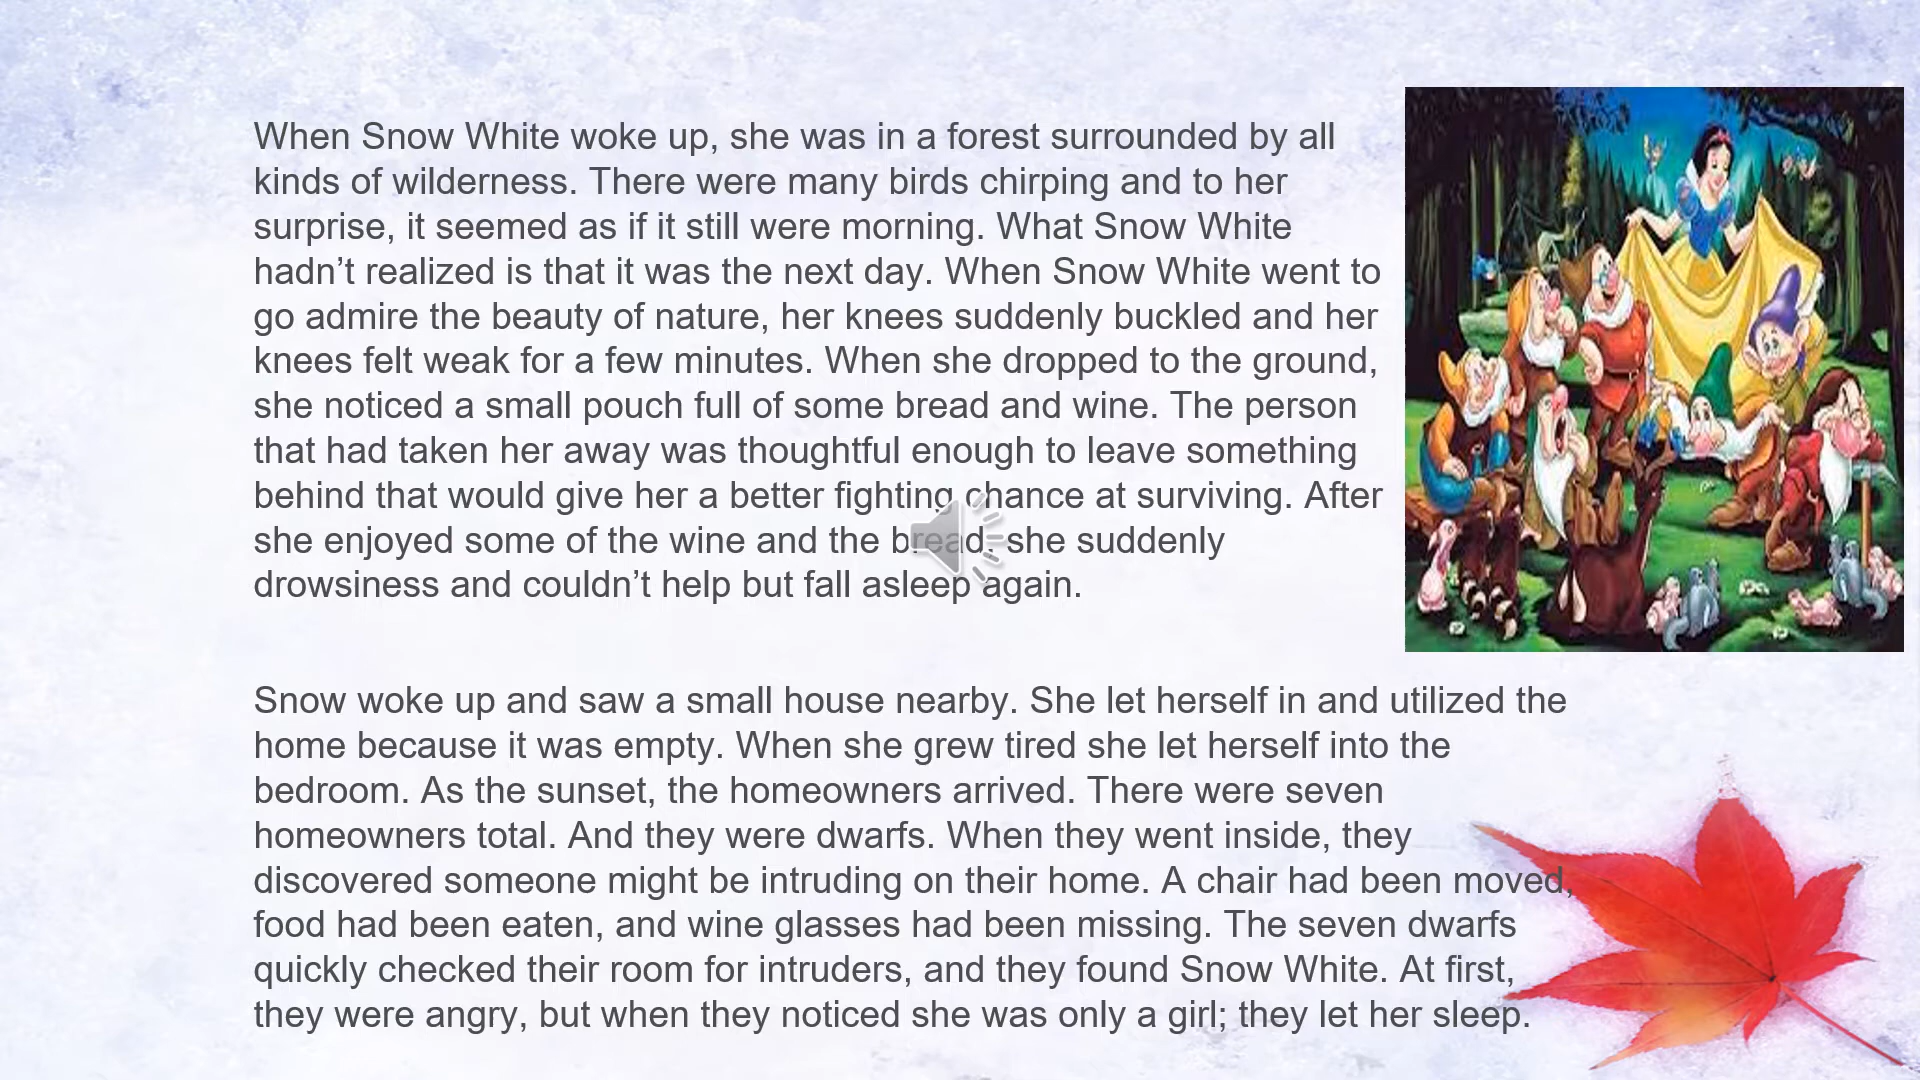 When Snow White woke up, she was in a forest surrounded by all
kinds of wilderness. There were many birds chirping and to her
surprise, it seemed as if it still were morning. What Snow White
hadn’t realized is that it was the next day. When Snow White went to
go admire the beauty of nature, her knees suddenly buckled and her
knees felt weak for a few minutes. When she dropped to the ground,
she noticed a small pouch full of some bread and wine. The person
that had taken her away was thoughtful enough to leave something
behind that would give her a better fighting chance at surviving. After
she enjoyed some of the wine and the bread, she suddenly
drowsiness and couldn’t help but fall asleep again.
Snow woke up and saw a small house nearby. She let herself in and utilized the
home because it was empty. When she grew tired she let herself into the
bedroom. As the sunset, the homeowners arrived. There were seven
homeowners total. And they were dwarfs. When they went inside, they
discovered someone might be intruding on their home. A chair had been moved,
food had been eaten, and wine glasses had been missing. The seven dwarfs
quickly checked their room for intruders, and they found Snow White. At first,
they were angry, but when they noticed she was only a girl; they let her sleep.